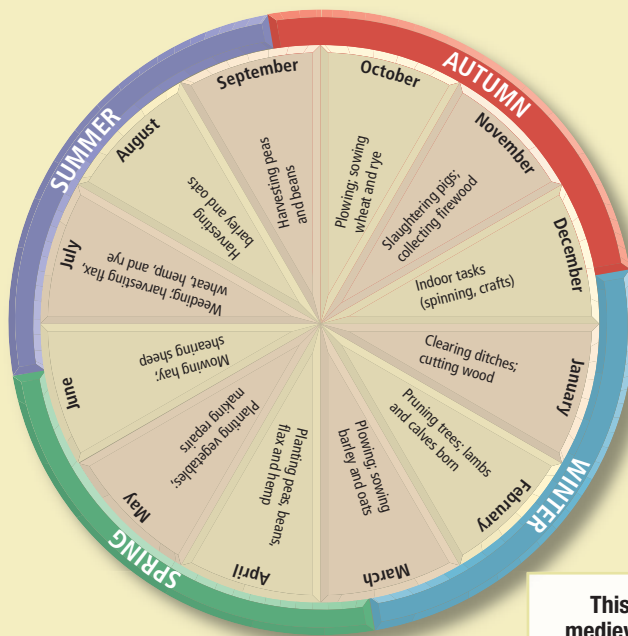 SUMMER
AUTUMN
WINTER
SPRING
September
Harvesting peas
and beans
October
Plowing; sowing
wheat and rye
November
Slaughtering pigs;
collecting firewood
December
Indoor tasks
(spinning, crafts)
January
Clearing ditches;
cutting wood
February
Pruning trees; lambs
and calves born
March
Plowing; sowing
barley and oats
April
Planting peas, beans,
flax and hemp
May
Planting vegetables;
making repairs
June
Mowing hay;
shearing sheep
July
Weeding; harvesting flax,
wheat, hemp, and rye
August
Harvesting
barley and oats
This
mediev